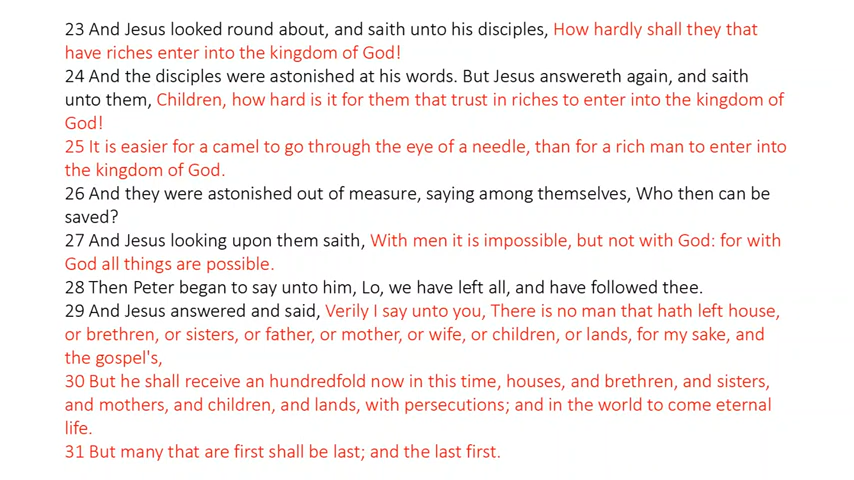 23 And Jesus looked round about, and saith unto his disciples, How hardly shall they that
have riches enter into the kingdom of God!
24 And the disciples were astonished at his words. But Jesus answereth again, and saith
unto them, Children, how hard is it for them that trust in riches to enter into the kingdom of
God!
25 It is easier for a camel to go through the eye of a needle, than for a rich man to enter into
the kingdom of God.
26 And they were astonished out of measure, saying among themselves, Who then can be
saved?
27 And Jesus looking upon them saith, With men it is impossible, but not with God: for with
God all things are possible.
28 Then Peter began to say unto him, Lo, we have left all, and have followed thee.
29 And Jesus answered and said, Verily I say unto you, There is no man that hath left house,
or brethren, or sisters, or father, or mother, or wife, or children, or lands, for my sake, and
the gospel's,
30 But he shall receive an hundredfold now in this time, houses, and brethren, and sisters,
and mothers, and children, and lands, with persecutions; and in the world to come eternal
life.
31 But many that are first shall be last; and the last first.